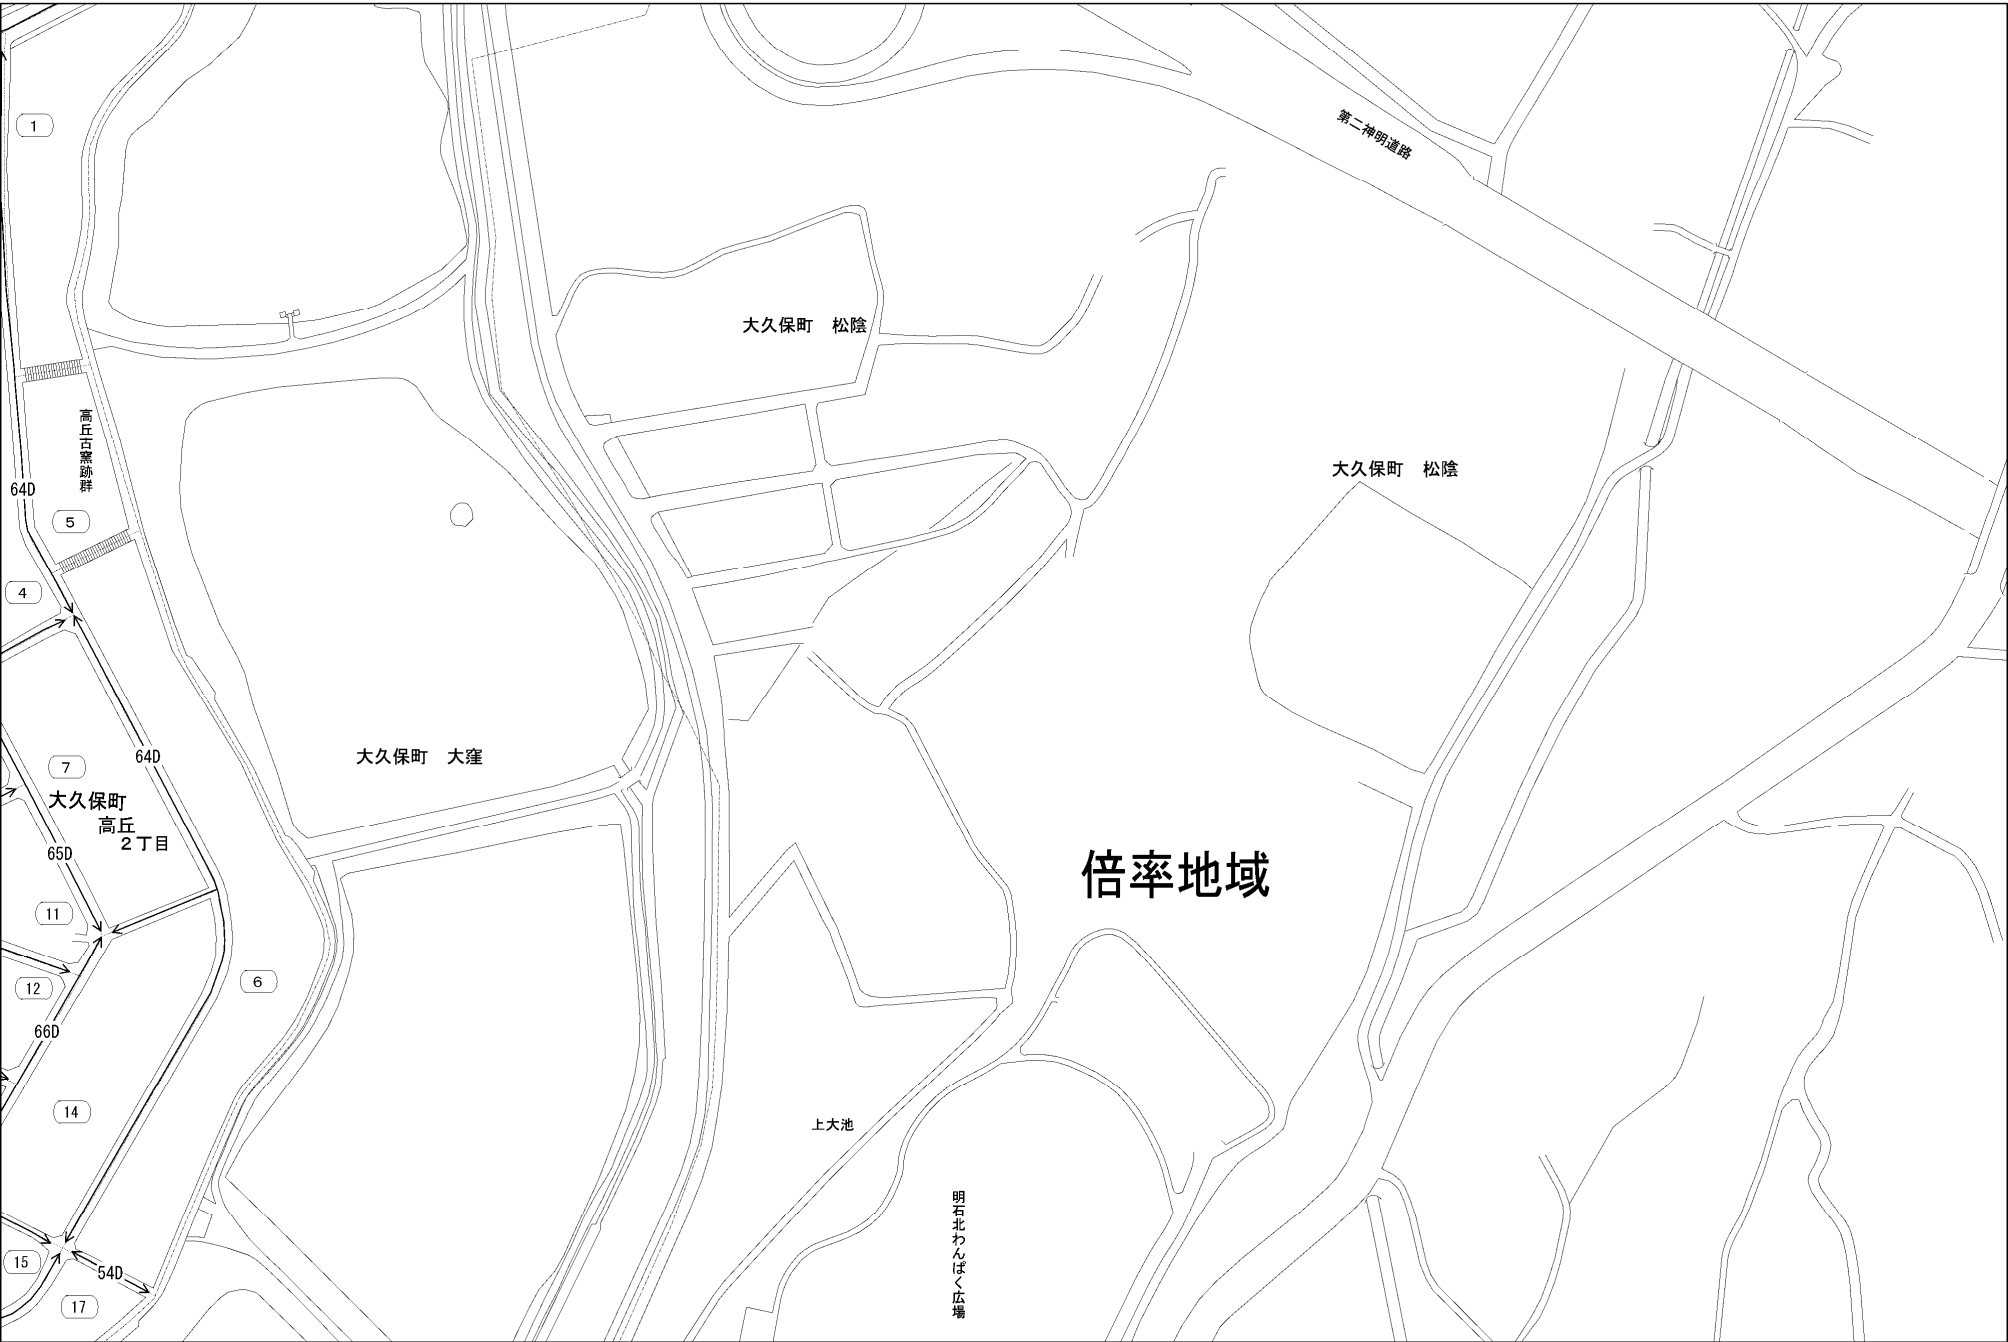 第二神明道路
1
大久保町　松陰
高丘古窯跡群
大久保町　松陰
64D
5
4
64D
大久保町　大窪
7
大久保町
高丘
２丁目
65D
倍率地域
11
6
12
66D
14
上大池
明石北わんぱく広場
15
54D
17